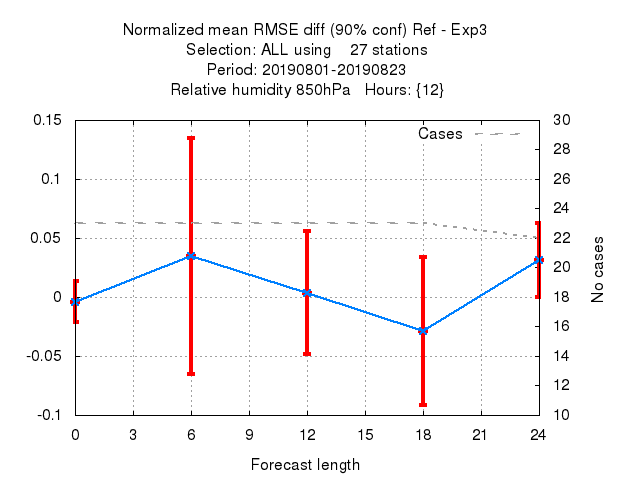 Normalized mean RMSE diff (90% conf) Ref - Exp3
Selection: ALL using    27 stations
Period: 20190801-20190823
Relative humidity 850hPa   Hours: {12}
Cases
0.15
0.1
0.05
0
-0.05
-0.1
30
28
26
24
22
20
18
16
14
12
10
No cases
0 3 6 9 12 15 18 21 24
Forecast length